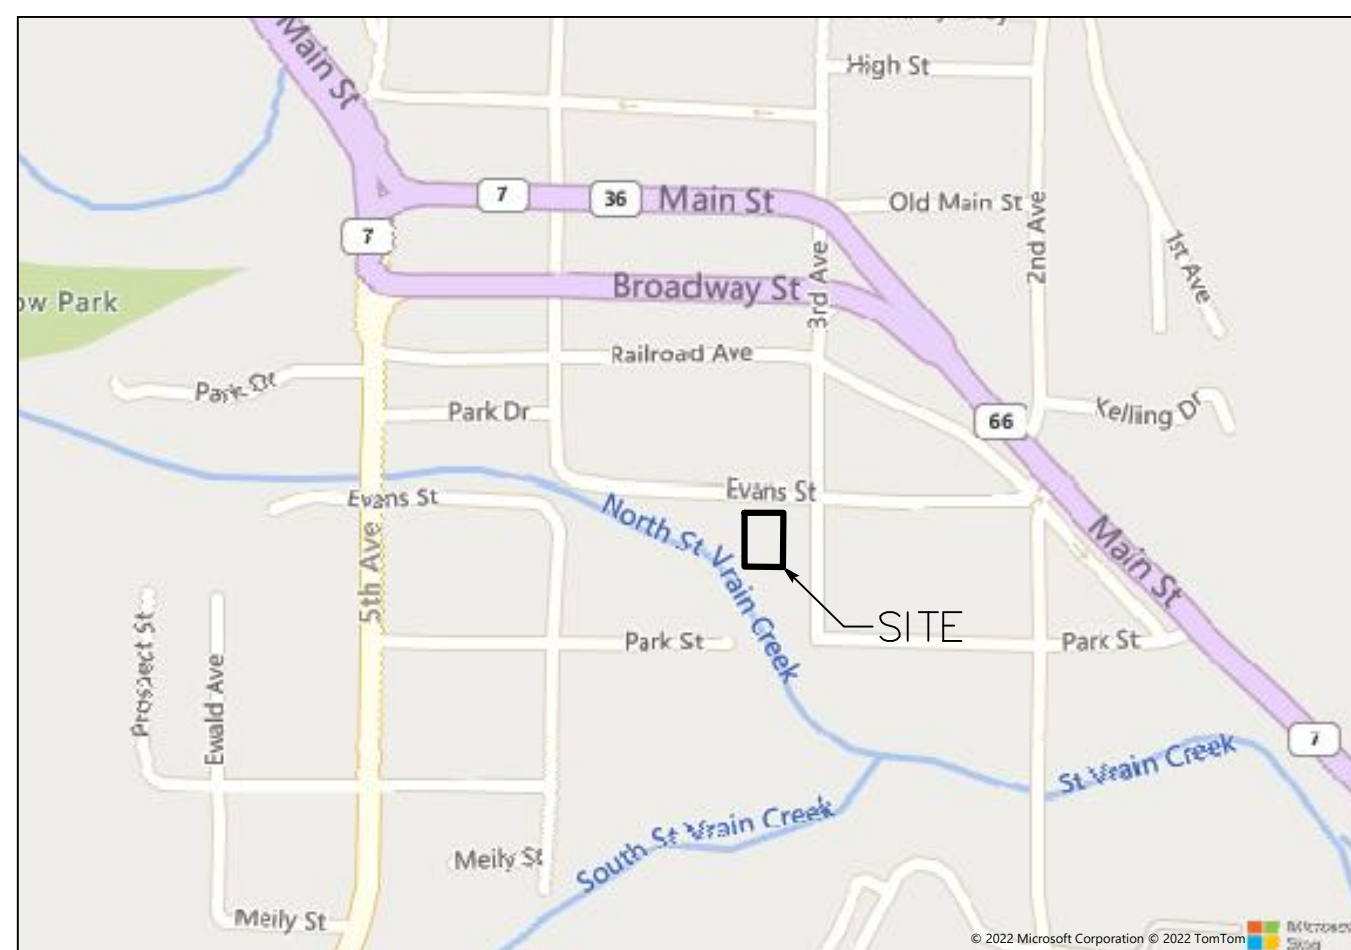 Main St
High St
7
36
Main St
Old Main St
2nd Ave
1st Ave
7
3rd Ave
Broadway St
ow Park
Railroad Ave
Park Dr
66
Kelling Dr
Evans St
Evans St
North St Vrain Creek
5th Ave
Main St
SITE
Prospect St
Ewald Ave
Park St
Park St
7
St Vrain Creek
South St Vrain Creek
Meily St
Meily St
© 2022 Microsoft Corporation © 2022 TomTom